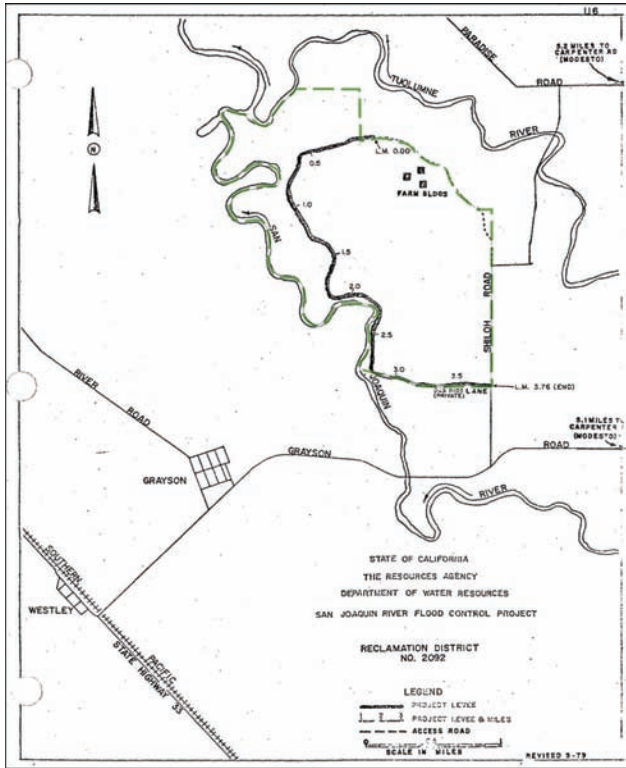 U6
PARADISE
ROAD
5.2 MILES TO
CARPENTER RD
(MODESTO)
TUOLUMNE
RIVER
N
L.M. 0.00
0.5
FARM BLDGS
1.0
SAN
1.5
2.0
2.5
SHILOH ROAD
3.0
3.5
LANE
(PRIVATE)
L.M. 3.76 (END)
JOAQUIN
RIVER
ROAD
5.1 MILES
CARPENTER
(MODESTO)
GRAYSON
ROAD
GRAYSON
RIVER
STATE OF CALIFORNIA
THE RESOURCES AGENCY
DEPARTMENT OF WATER RESOURCES
SAN JOAQUIN RIVER FLOOD CONTROL PROJECT
SOUTHERN
WESTLEY
PACIFIC
STATE HIGHWAY 33
RECLAMATION DISTRICT
NO. 2092
LEGEND
PROJECT LEVEE
PROJECT LEVEE & MILES
ACCESS ROAD
SCALE IN MILES
REVISED 5-79